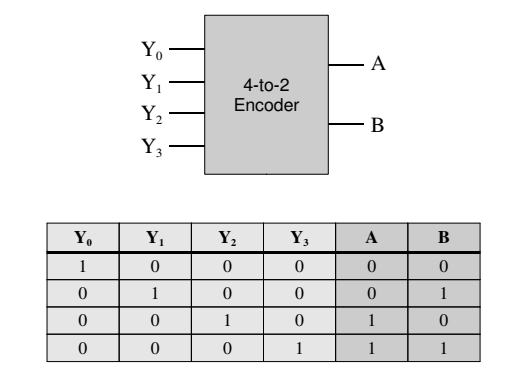 Y₀
Y₁
Y₂
Y₃
4-to-2
Encoder
A
B
Y₀ Y₁ Y₂ Y₃ A B
1 0 0 0 0 0
0 1 0 0 0 1
0 0 1 0 1 0
0 0 0 1 1 1